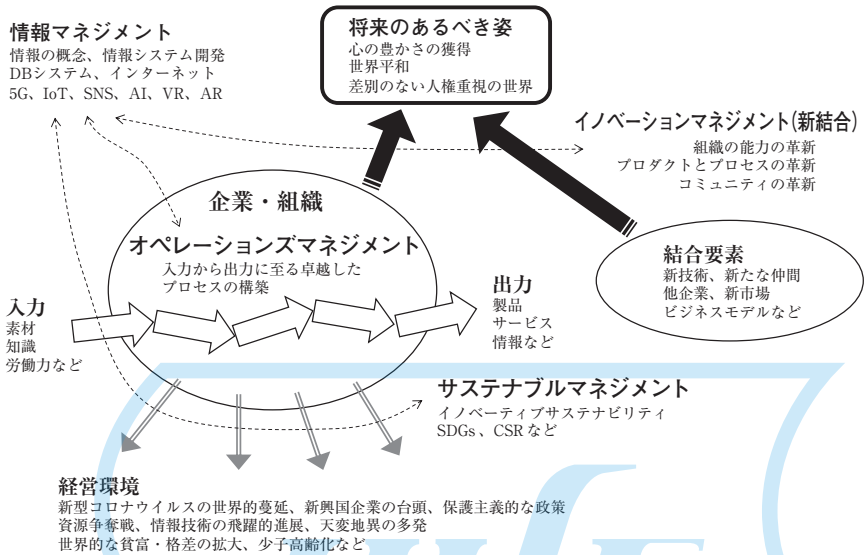 情報マネジメント
情報の概念、情報システム開発
DBシステム、インターネット
5G、IoT、SNS、AI、VR、AR
将来のあるべき姿
心の豊かさの獲得
世界平和
差別のない人権重視の世界
イノベーションマネジメント(新結合)
組織の能力の革新
プロダクトとプロセスの革新
コミュニティの革新
企業・組織
オペレーションズマネジメント
入力から出力に至る卓越した
プロセスの構築
結合要素
新技術、新たな仲間
他企業、新市場
ビジネスモデルなど
入力
素材
知識
労働力など
出力
製品
サービス
情報など
サステナブルマネジメント
イノベーティブサステナビリティ
SDGs、CSRなど
経営環境
新型コロナウイルスの世界的蔓延、新興国企業の台頭、保護主義的な政策
資源争奪戦、情報技術の飛躍的進展、天変地異の多発
世界的な貧富・格差の拡大、少子高齢化など